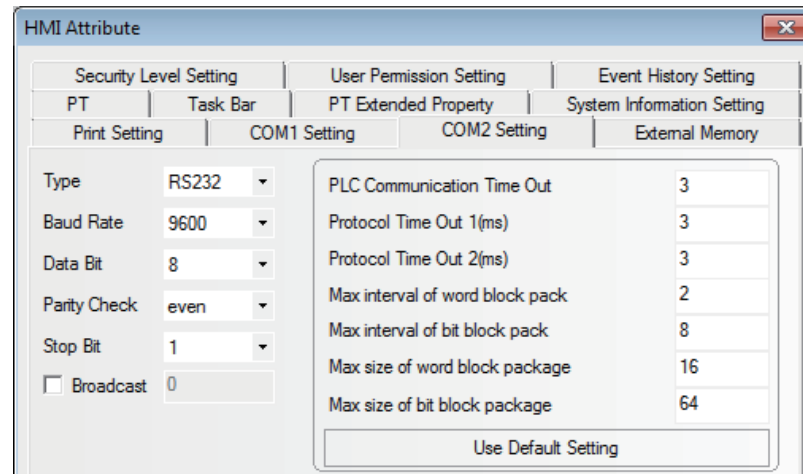 HMI Attribute
Security Level Setting User Permission Setting Event History Setting
PT Task Bar PT Extended Property System Information Setting
Print Setting COM1 Setting COM2 Setting External Memory
Type RS232
Baud Rate 9600
Data Bit 8
Parity Check even
Stop Bit 1
Broadcast 0
PLC Communication Time Out 3
Protocol Time Out 1(ms) 3
Protocol Time Out 2(ms) 3
Max interval of word block pack 2
Max interval of bit block pack 8
Max size of word block package 16
Max size of bit block package 64
Use Default Setting